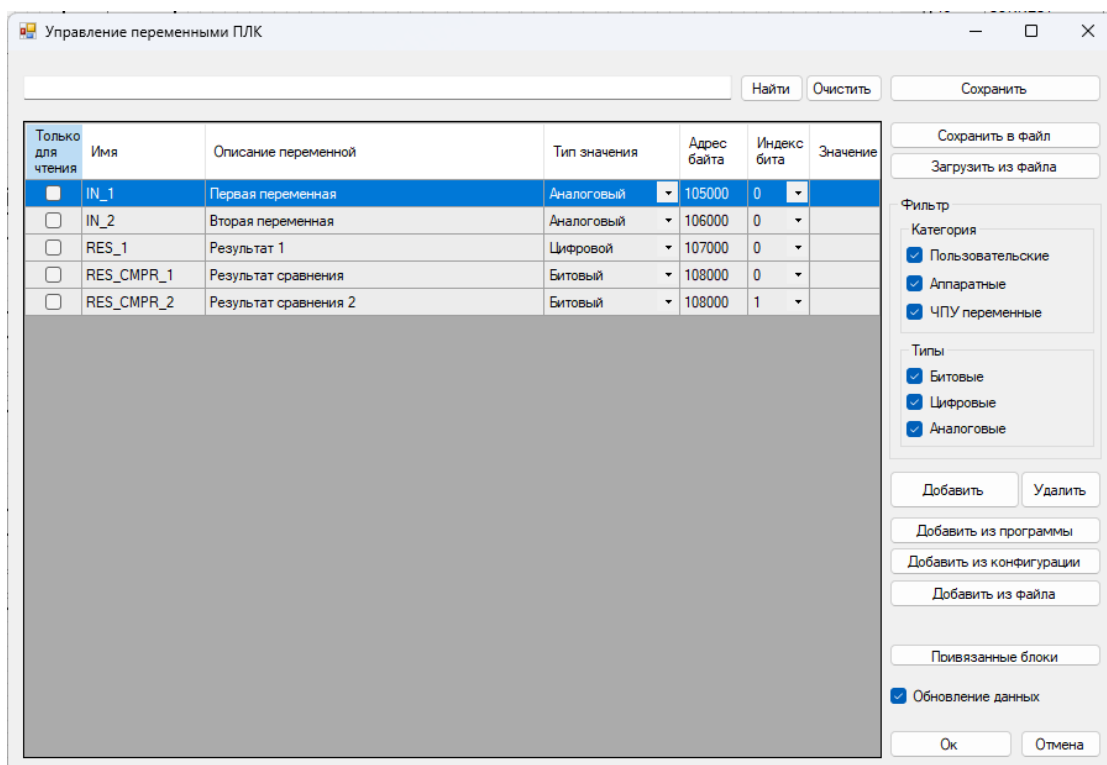 Управление переменными ПЛК
Найти Очистить Сохранить
Только для чтения Имя Описание переменной Тип значения Адрес байта Индекс бита Значение
IN_1 Первая переменная Аналоговый 105000 0
IN_2 Вторая переменная Аналоговый 106000 0
RES_1 Результат 1 Цифровой 107000 0
RES_CMPR_1 Результат сравнения Битовый 108000 0
RES_CMPR_2 Результат сравнения 2 Битовый 108000 1
Сохранить в файл
Загрузить из файла
Фильтр
Категория
Пользовательские
Аппаратные
ЧПУ переменные
Типы
Битовые
Цифровые
Аналоговые
Добавить Удалить
Добавить из программы
Добавить из конфигурации
Добавить из файла
Привязанные блоки
Обновление данных
Ок Отмена